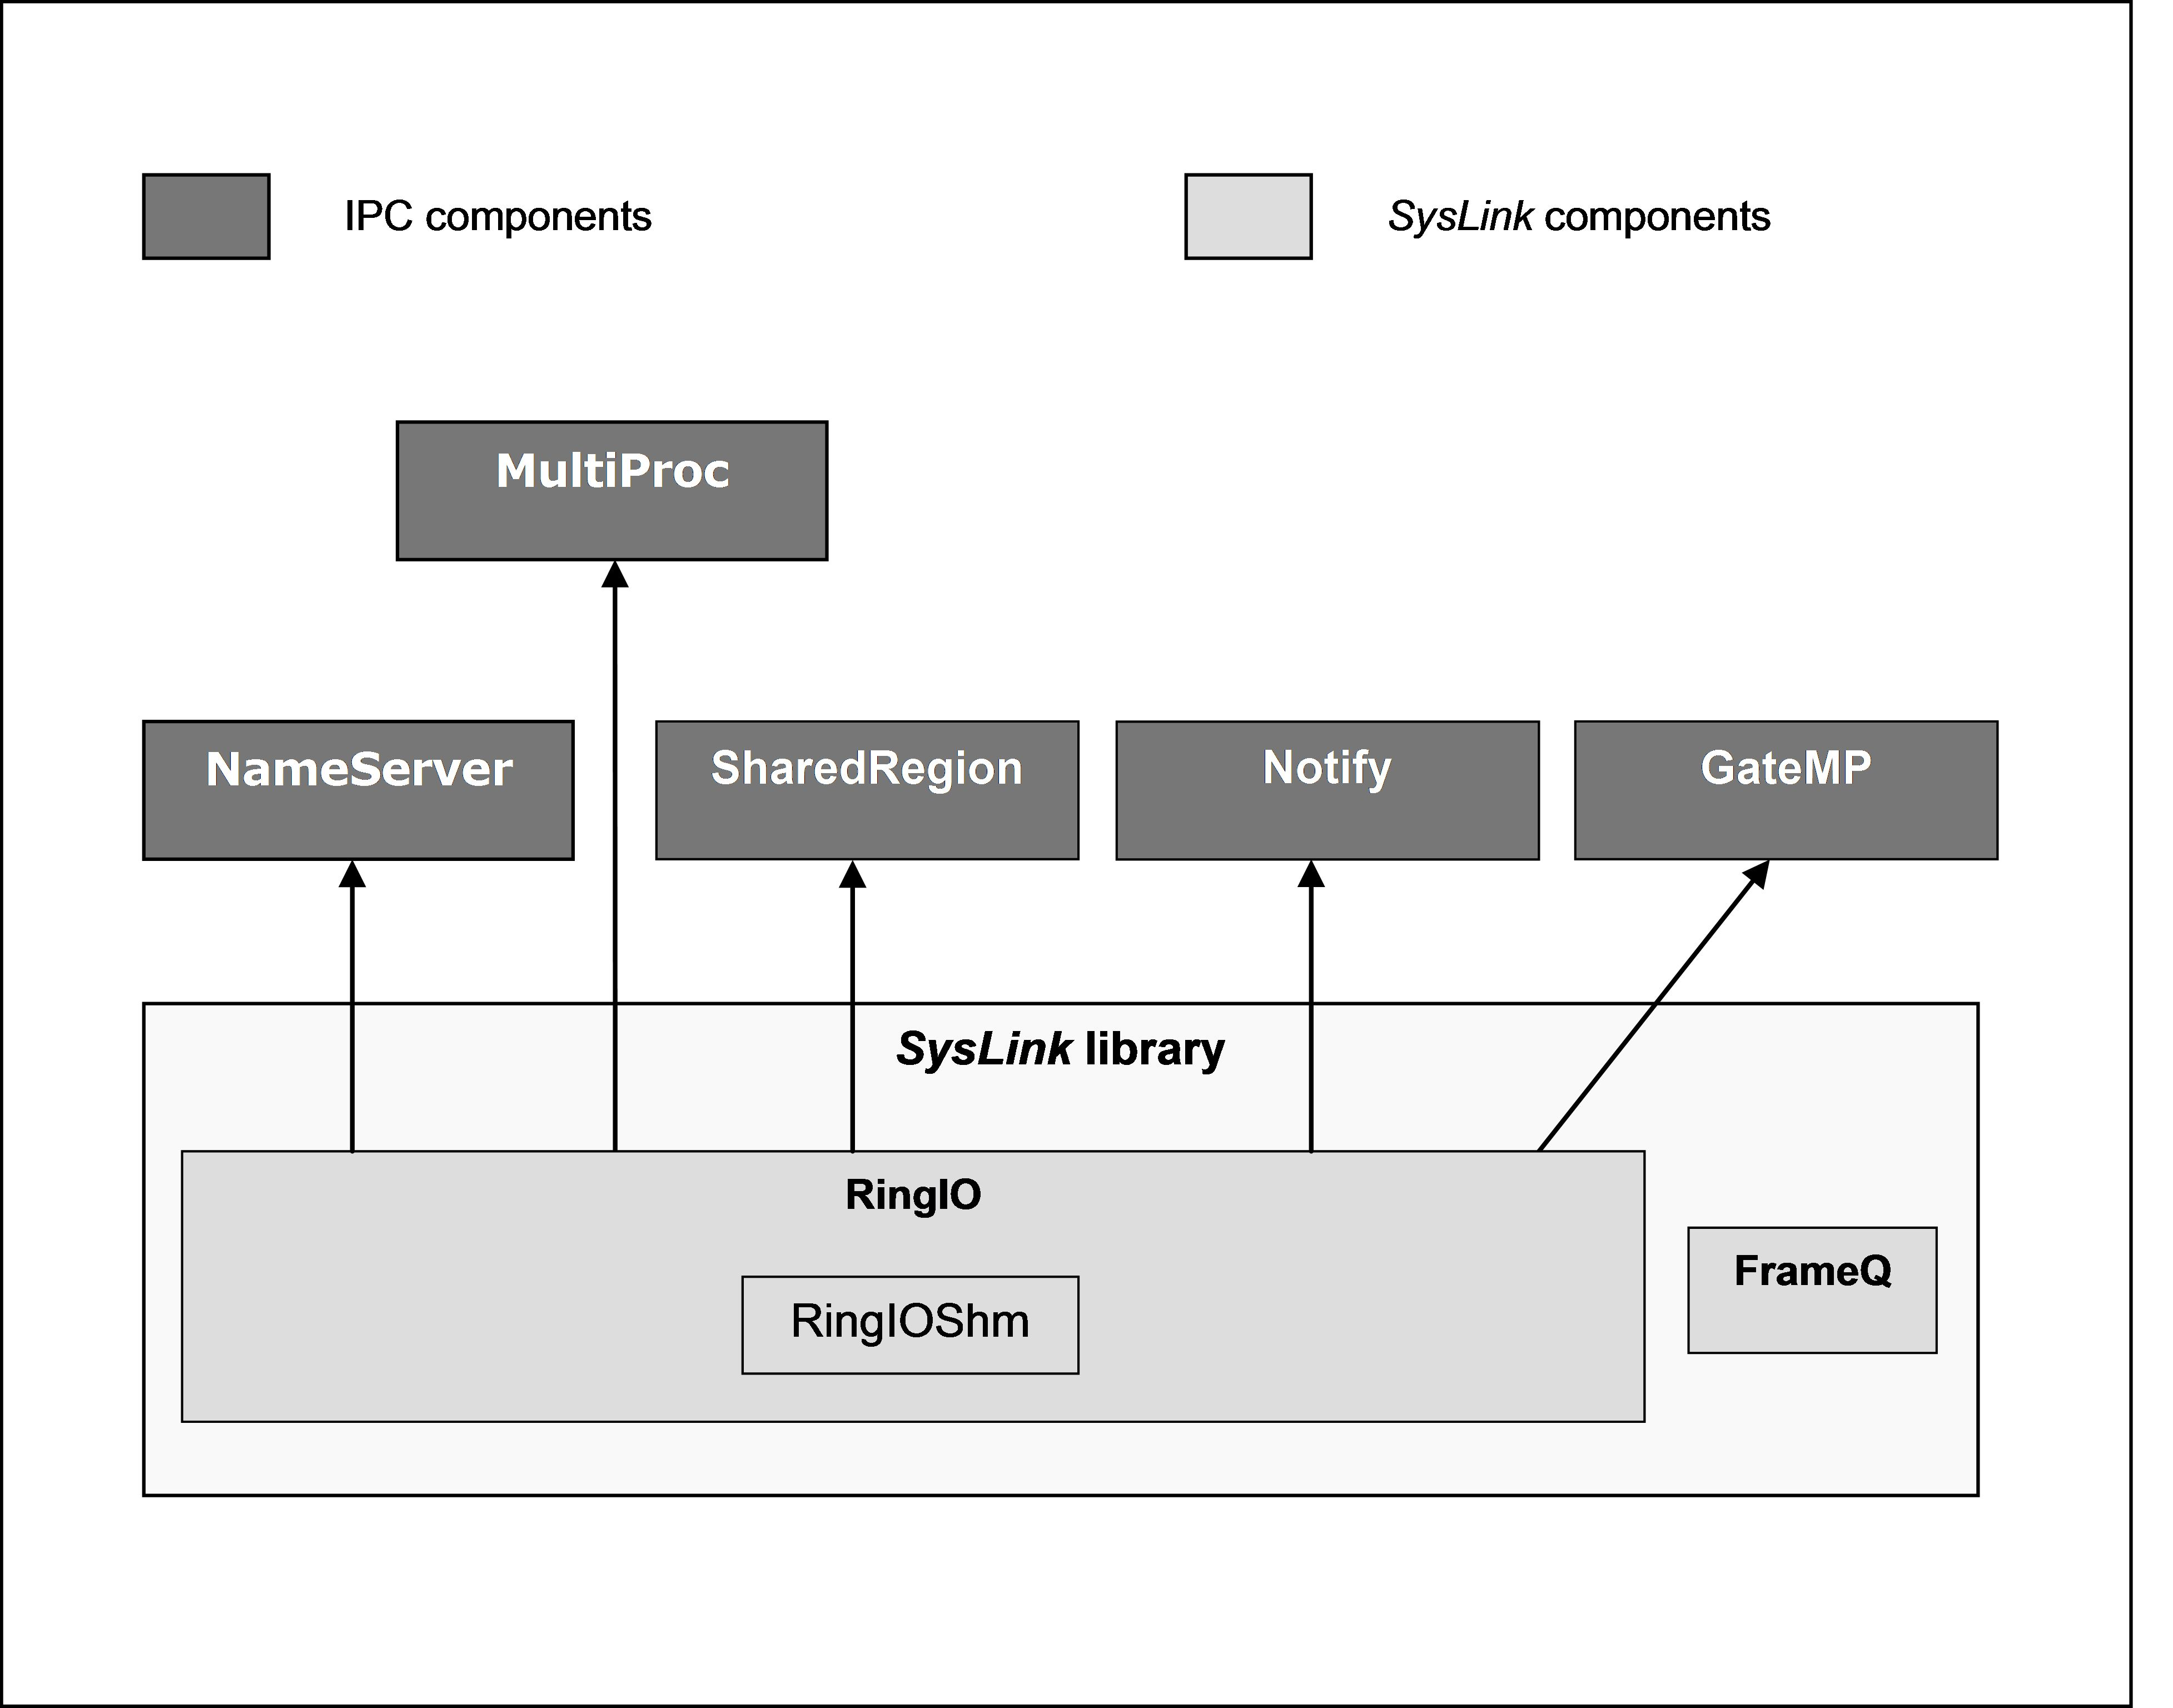 IPC components
SysLink components
MultiProc
NameServer
SharedRegion
Notify
GateMP
SysLink library
RingIO
FrameQ
RingIOShm